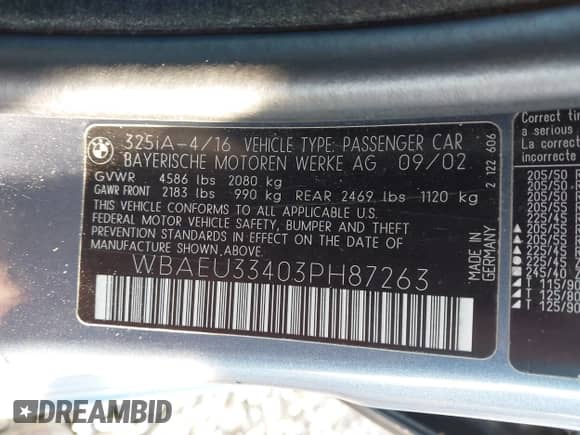 325iA-4/16 VEHICLE TYPE: PASSENGER CAR
BAYERISCHE MOTOREN WERKE AG 09/02
GVWR 4586 lbs 2080 kg
GAWR FRONT 2183 lbs 990 kg REAR 2469 lbs 1120 kg
THIS VEHICLE CONFORMS TO ALL APPLICABLE U.S.
FEDERAL MOTOR VEHICLE SAFETY, BUMPER AND THEFT
PREVENTION STANDARDS IN EFFECT ON THE DATE OF
MANUFACTURE SHOWN ABOVE.
WBAEU33403PH87263
MADE IN
GERMANY
2 122 606
Correct tir
a serious
La
incorrecte
205/50
205/50
205/50
225/45
205/55
205/55
205/50
225/45
225/45
245/40
T 115/90
T 125/80
T 125/90
DREAMBID